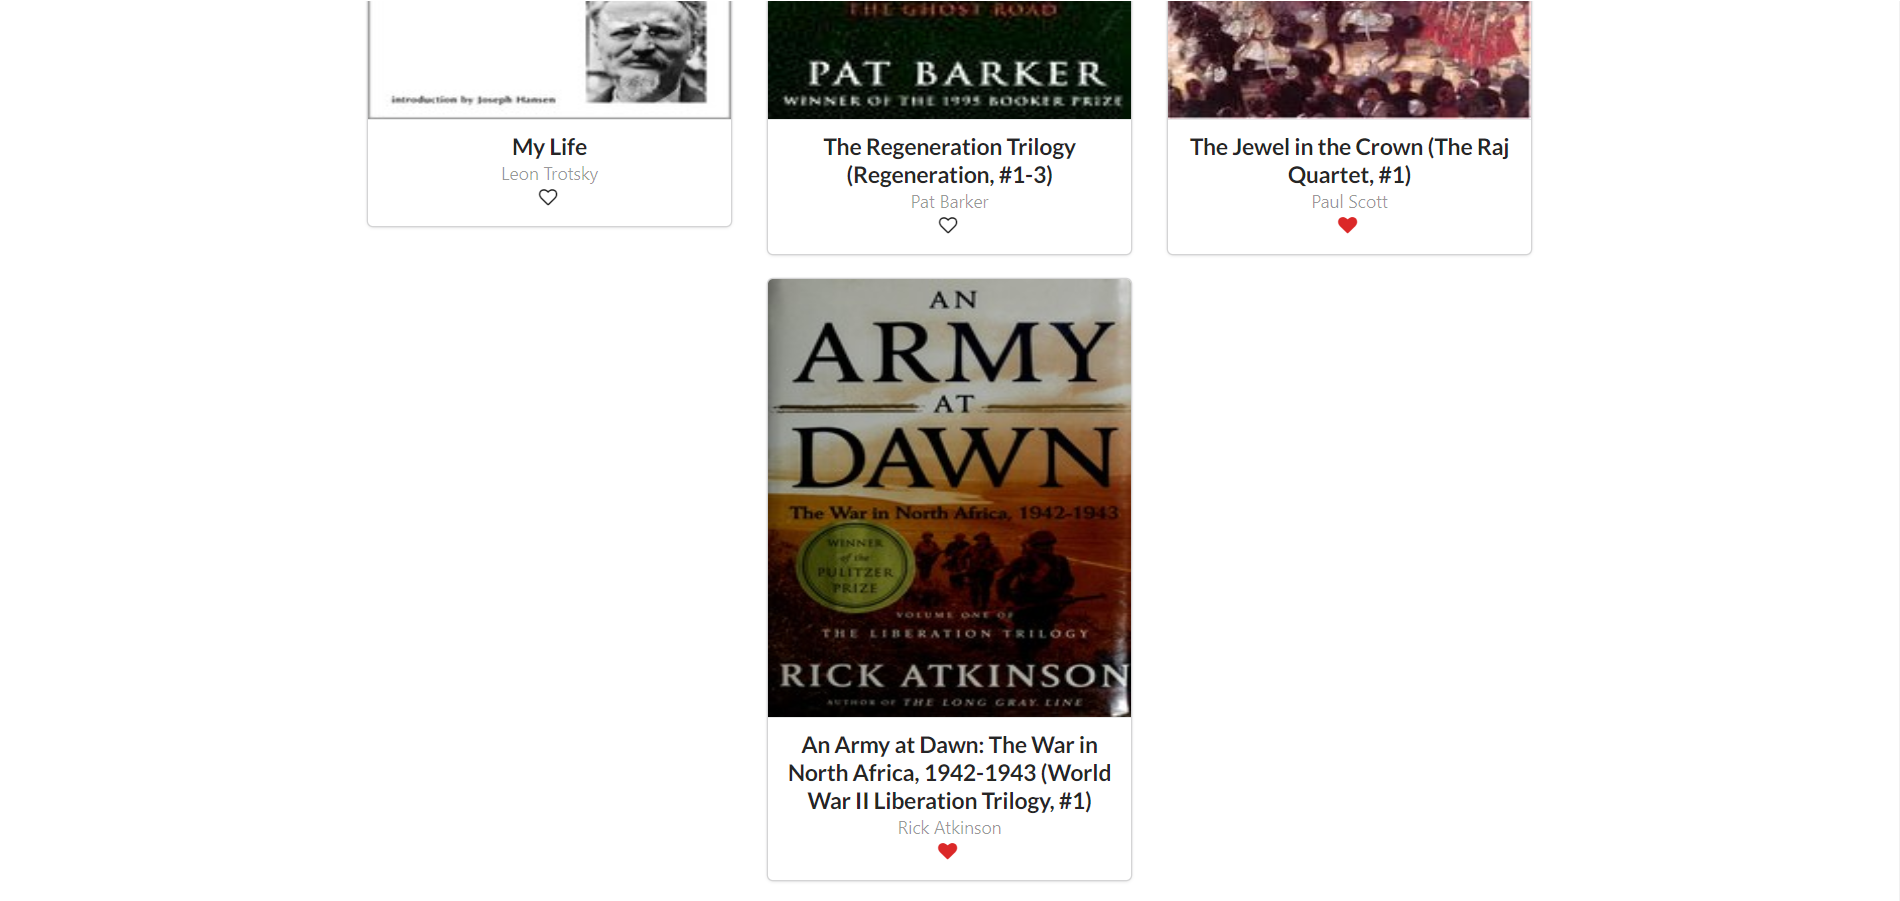 introduction by Joseph Hansen
My Life
Leon Trotsky
THE GHOST ROAD
PAT BARKER
WINNER OF THE 1995 BOOKER PRIZE
The Regeneration Trilogy
(Regeneration, #1-3)
Pat Barker
The Jewel in the Crown (The Raj
Quartet, #1)
Paul Scott
AN
ARMY
AT
DAWN
The War in North Africa, 1942-1943
WINNER
of the
PULITZER
PRIZE
VOLUME ONE OF
THE LIBERATION TRILOGY
RICK ATKINSON
AUTHOR OF THE LONG GRAY LINE
An Army at Dawn: The War in
North Africa, 1942-1943 (World
War II Liberation Trilogy, #1)
Rick Atkinson